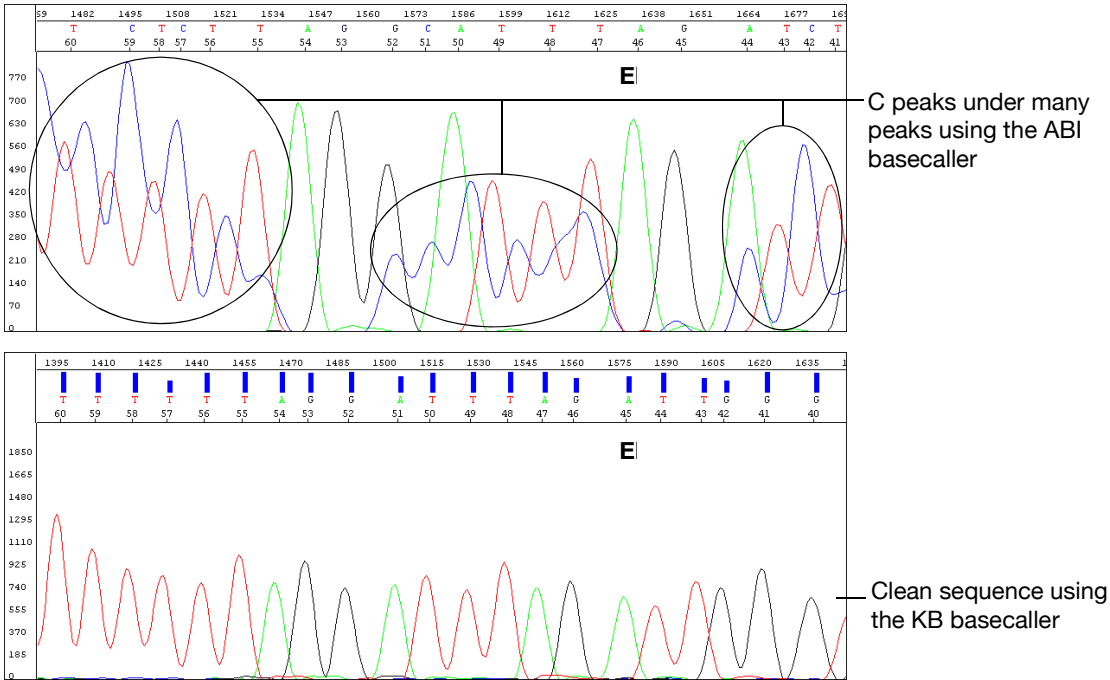 59 1482 1495 1508 1521 1534 1547 1560 1573 1586 1599 1612 1625 1638 1651 1664 1677 169
T C T C T T A G G C A T T T A G A T C T
60 59 58 57 56 55 54 53 52 51 50 49 48 47 46 45 44 43 42 41
E
770
700
630
560
490
420
350
280
210
140
70
0
C peaks under many
peaks using the ABI
basecaller
1395 1410 1425 1440 1455 1470 1485 1500 1515 1530 1545 1560 1575 1590 1605 1620 1635 1
T T T T T T A G G A T T T A G A T T G G G
60 59 58 57 56 55 54 53 52 51 50 49 48 47 46 45 44 43 42 41 40
E
1850
1665
1480
1295
1110
925
740
555
370
185
0
Clean sequence using
the KB basecaller